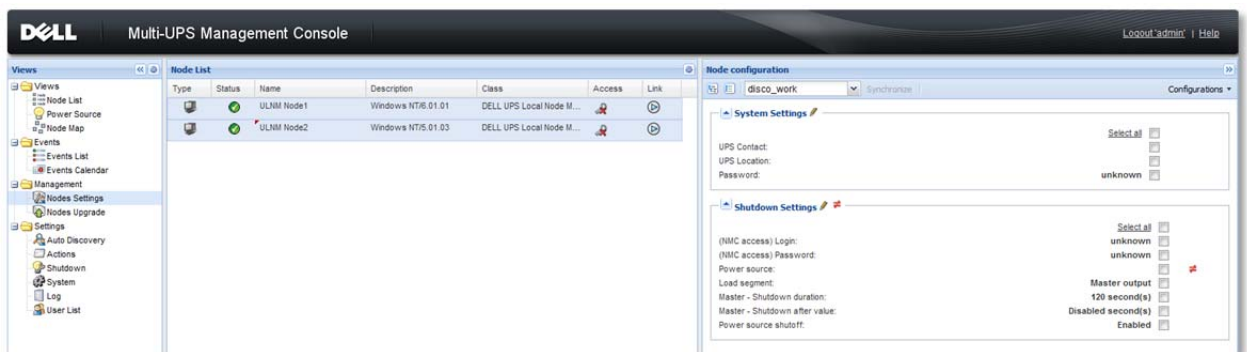 DELL Multi-UPS Management Console Logout 'admin' | Help
Views
Views
Node List
Power Source
Node Map
Events
Events List
Events Calendar
Management
Nodes Settings
Nodes Upgrade
Settings
Auto Discovery
Actions
Shutdown
System
Log
User List
Node List
Type Status Name Description Class Access Link
ULNM Node1 Windows NT/6.01.01 DELL UPS Local Node M...
ULNM Node2 Windows NT/5.01.03 DELL UPS Local Node M...
Node configuration
disco_work Synchronize Configurations
System Settings
Select all
UPS Contact:
UPS Location:
Password: unknown
Shutdown Settings
Select all
(NMC access) Login: unknown
(NMC access) Password: unknown
Power source:
Load segment: Master output
Master - Shutdown duration: 120 second(s)
Master - Shutdown after value: Disabled second(s)
Power source shutoff: Enabled